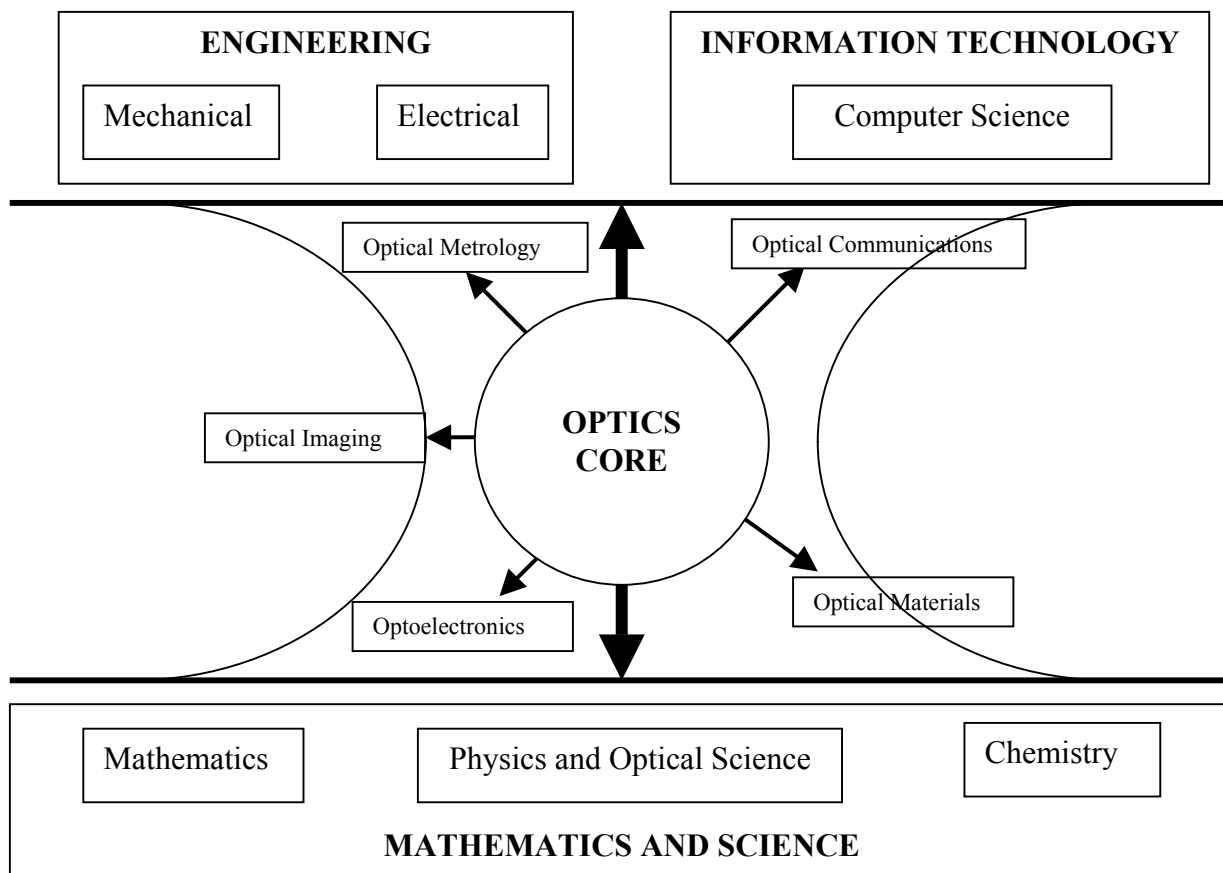 ENGINEERING
Mechanical
Electrical
INFORMATION TECHNOLOGY
Computer Science
Optical Metrology
Optical Communications
Optical Imaging
OPTICS
CORE
Optoelectronics
Optical Materials
Mathematics
Physics and Optical Science
Chemistry
MATHEMATICS AND SCIENCE